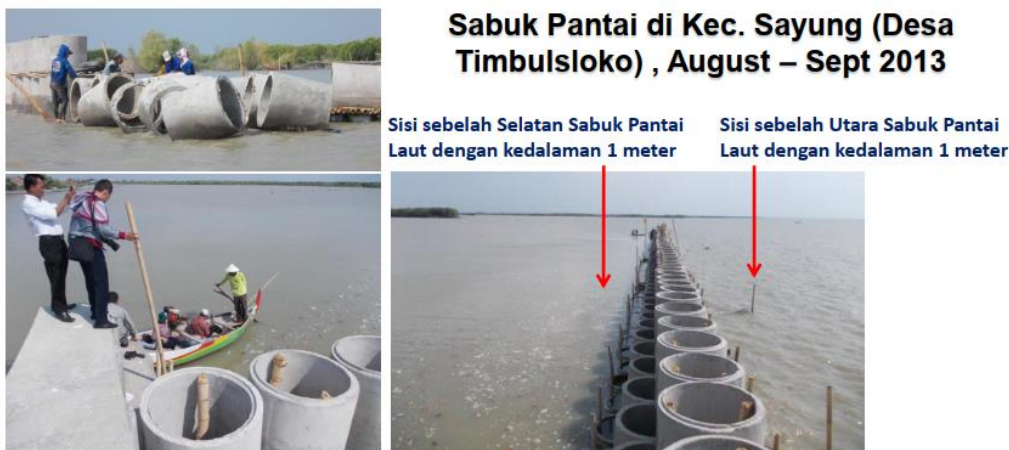 Sabuk Pantai di Kec. Sayung (Desa
Timbulsloko) , August – Sept 2013
Sisi sebelah Selatan Sabuk Pantai
Laut dengan kedalaman 1 meter
Sisi sebelah Utara Sabuk Pantai
Laut dengan kedalaman 1 meter